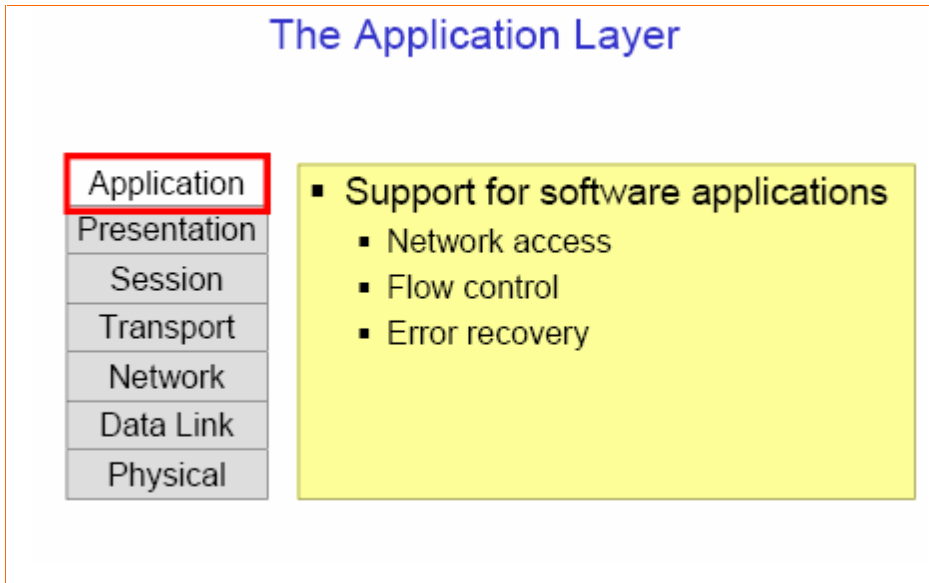 The Application Layer
Application
Presentation
Session
Transport
Network
Data Link
Physical
▪ Support for software applications
▪ Network access
▪ Flow control
▪ Error recovery